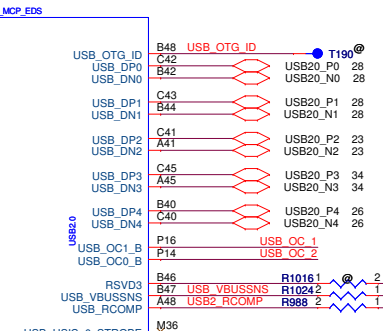 _MCP_EDS
USB_OTG_ID B48 USB_OTG_ID T190 @
USB_DP0 C42 USB20_P0 28
USB_DN0 B42 USB20_N0 28
USB_DP1 C43 USB20_P1 28
USB_DN1 B44 USB20_N1 28
USB_DP2 C41 USB20_P2 23
USB_DN2 A41 USB20_N2 23
USB_DP3 C45 USB20_P3 34
USB_DN3 A45 USB20_N3 34
USB_DP4 B40 USB20_P4 26
USB_DN4 C40 USB20_N4 26
USB2.0
USB_OC1_B P16 USB_OC_1
USB_OC0_B P14 USB_OC_2
RSVD3 B46 R1016 1 @ 2
USB_VBUSSNS B47 USB_VBUSSNS R1024 2 1
USB_RCOMP A48 USB2_RCOMP R988 2 1
M36